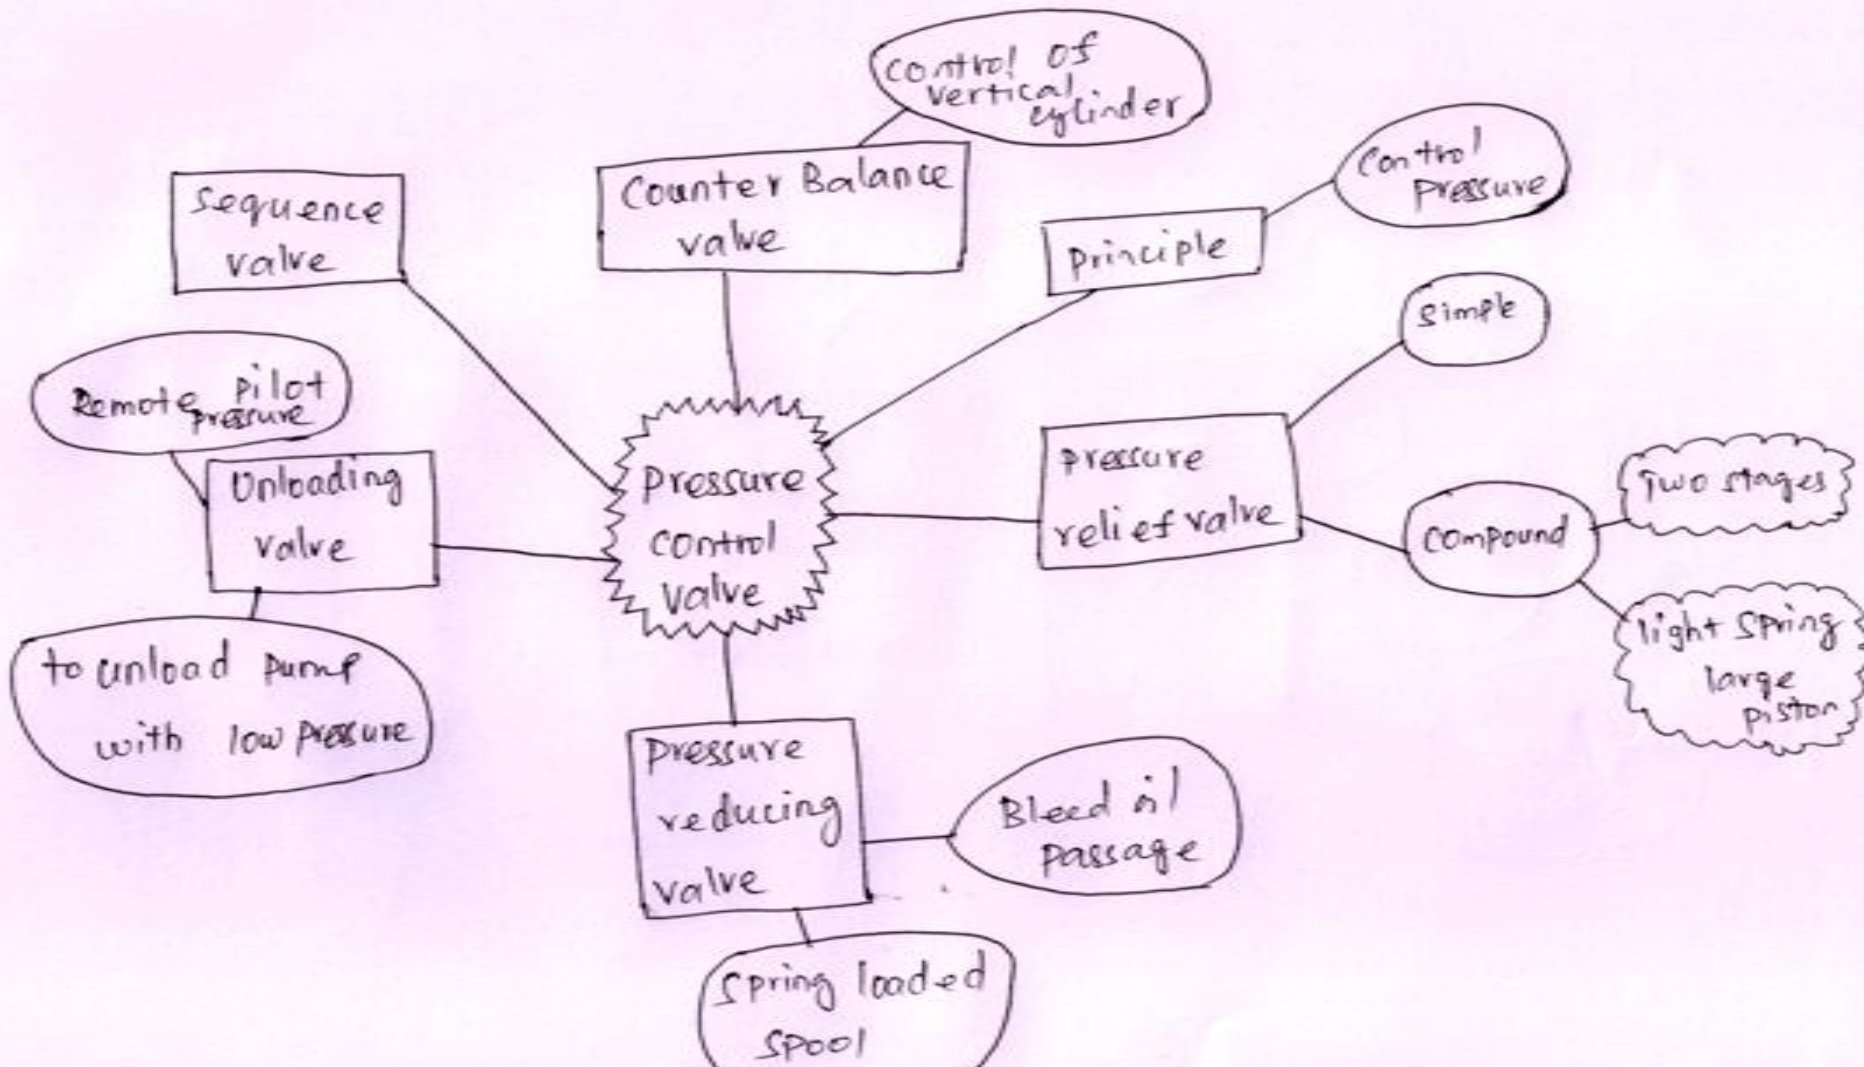 control of
vertical
cylinder
Counter Balance
valve
Sequence
valve
Control
pressure
principle
simple
Remote pilot
pressure
Unloading
valve
pressure
control
valve
pressure
relief valve
compound
Two stages
light spring
large
piston
to unload pump
with low pressure
pressure
reducing
valve
Bleed oil
passage
spring loaded
spool